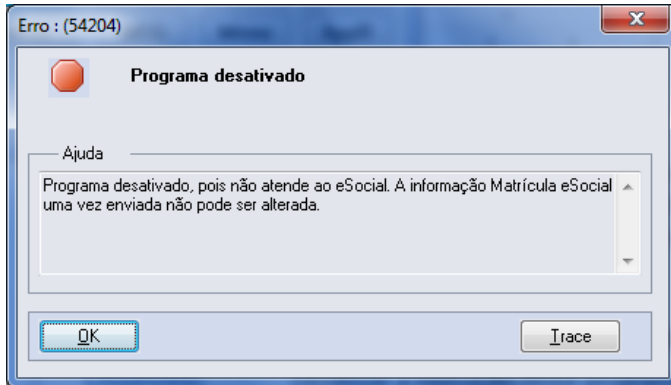 Erro : (54204)
Programa desativado
Ajuda
Programa desativado, pois não atende ao eSocial. A informação Matrícula eSocial
uma vez enviada não pode ser alterada.
OK
Trace